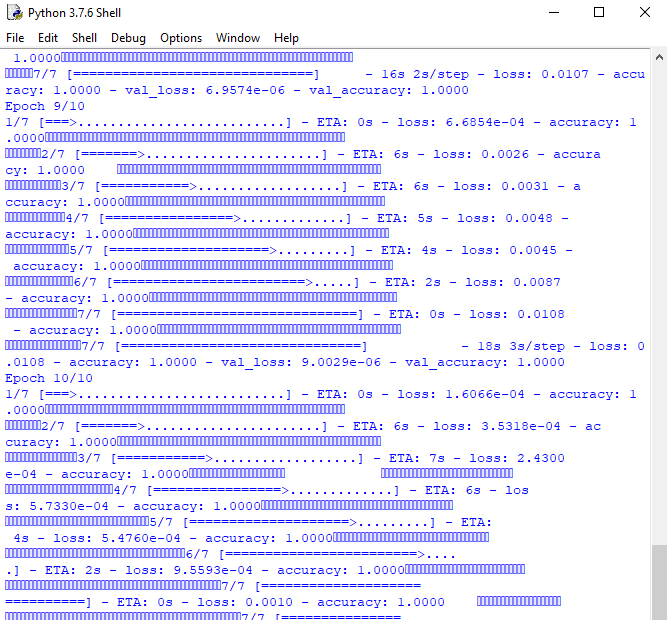 Python 3.7.6 Shell
File Edit Shell Debug Options Window Help
1.0000
7/7 [==============================] - 16s 2s/step - loss: 0.0107 - accu
racy: 1.0000 - val_loss: 6.9574e-06 - val_accuracy: 1.0000
Epoch 9/10
1/7 [===>..........................] - ETA: 0s - loss: 6.6854e-04 - accuracy: 1
.0000
2/7 [=======>......................] - ETA: 6s - loss: 0.0026 - accura
cy: 1.0000
3/7 [===========>..................] - ETA: 6s - loss: 0.0031 - a
ccuracy: 1.0000
4/7 [================>.............] - ETA: 5s - loss: 0.0048 -
accuracy: 1.0000
5/7 [====================>.........] - ETA: 4s - loss: 0.0045 -
accuracy: 1.0000
6/7 [========================>.....] - ETA: 2s - loss: 0.0087
- accuracy: 1.0000
7/7 [==============================] - ETA: 0s - loss: 0.0108
- accuracy: 1.0000
7/7 [==============================] - 18s 3s/step - loss: 0
.0108 - accuracy: 1.0000 - val_loss: 9.0029e-06 - val_accuracy: 1.0000
Epoch 10/10
1/7 [===>..........................] - ETA: 0s - loss: 1.6066e-04 - accuracy: 1
.0000
2/7 [=======>......................] - ETA: 6s - loss: 3.5318e-04 - ac
curacy: 1.0000
3/7 [===========>..................] - ETA: 7s - loss: 2.4300
e-04 - accuracy: 1.0000
4/7 [================>.............] - ETA: 6s - los
s: 5.7330e-04 - accuracy: 1.0000
5/7 [====================>.........] - ETA:
4s - loss: 5.4760e-04 - accuracy: 1.0000
6/7 [========================>....
.] - ETA: 2s - loss: 9.5593e-04 - accuracy: 1.0000
7/7 [====================
==========] - ETA: 0s - loss: 0.0010 - accuracy: 1.0000
7/7 [===============